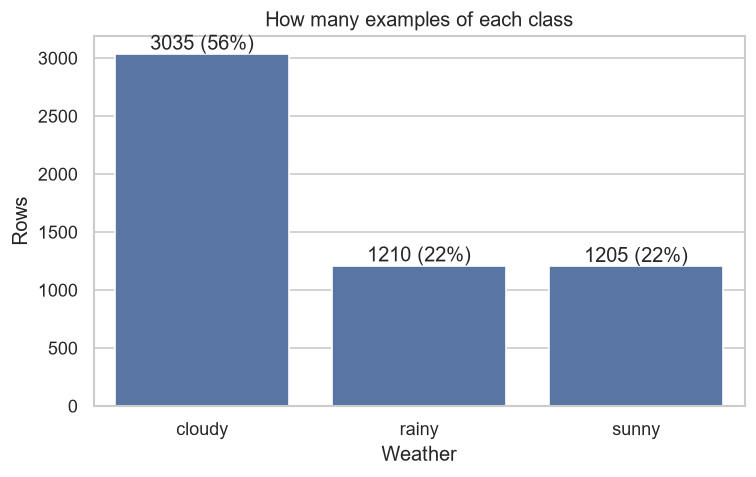 How many examples of each class
3035 (56%)
3000
2500
2000
1500
1210 (22%)
1205 (22%)
1000
500
0
Rows
cloudy
rainy
sunny
Weather